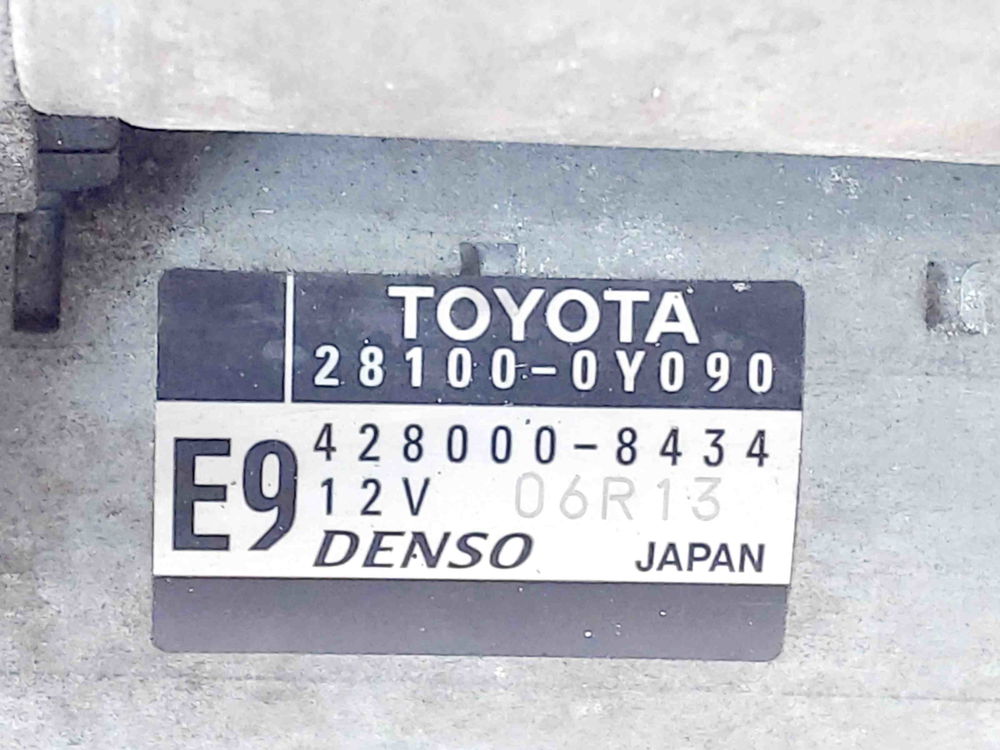 TOYOTA
28100-0Y090
E9
428000-8434
12V 06R13
DENSO JAPAN